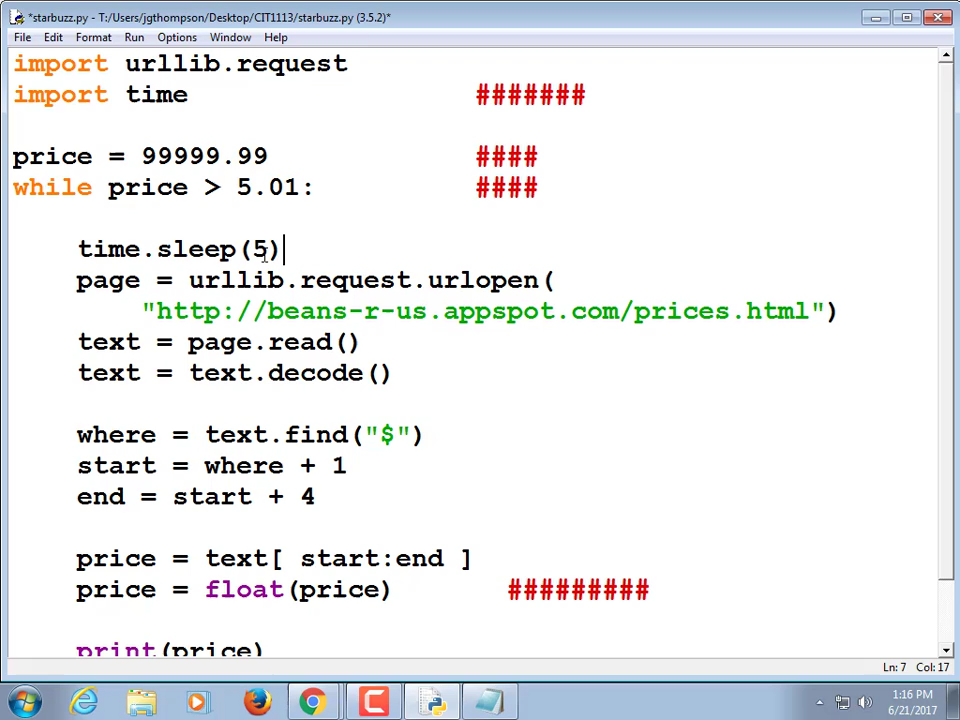 *starbuzz.py - T:/Users/jgthompson/Desktop/CIT1113/starbuzz.py (3.5.2)*
File Edit Format Run Options Window Help
import urllib.request
import time #######
price = 99999.99 ####
while price > 5.01: ####
time.sleep(5)
page = urllib.request.urlopen(
"http://beans-r-us.appspot.com/prices.html")
text = page.read()
text = text.decode()
where = text.find("$")
start = where + 1
end = start + 4
price = text[ start:end ]
price = float(price) #########
print(price)
Ln: 7 Col: 17
1:16 PM
6/21/2017